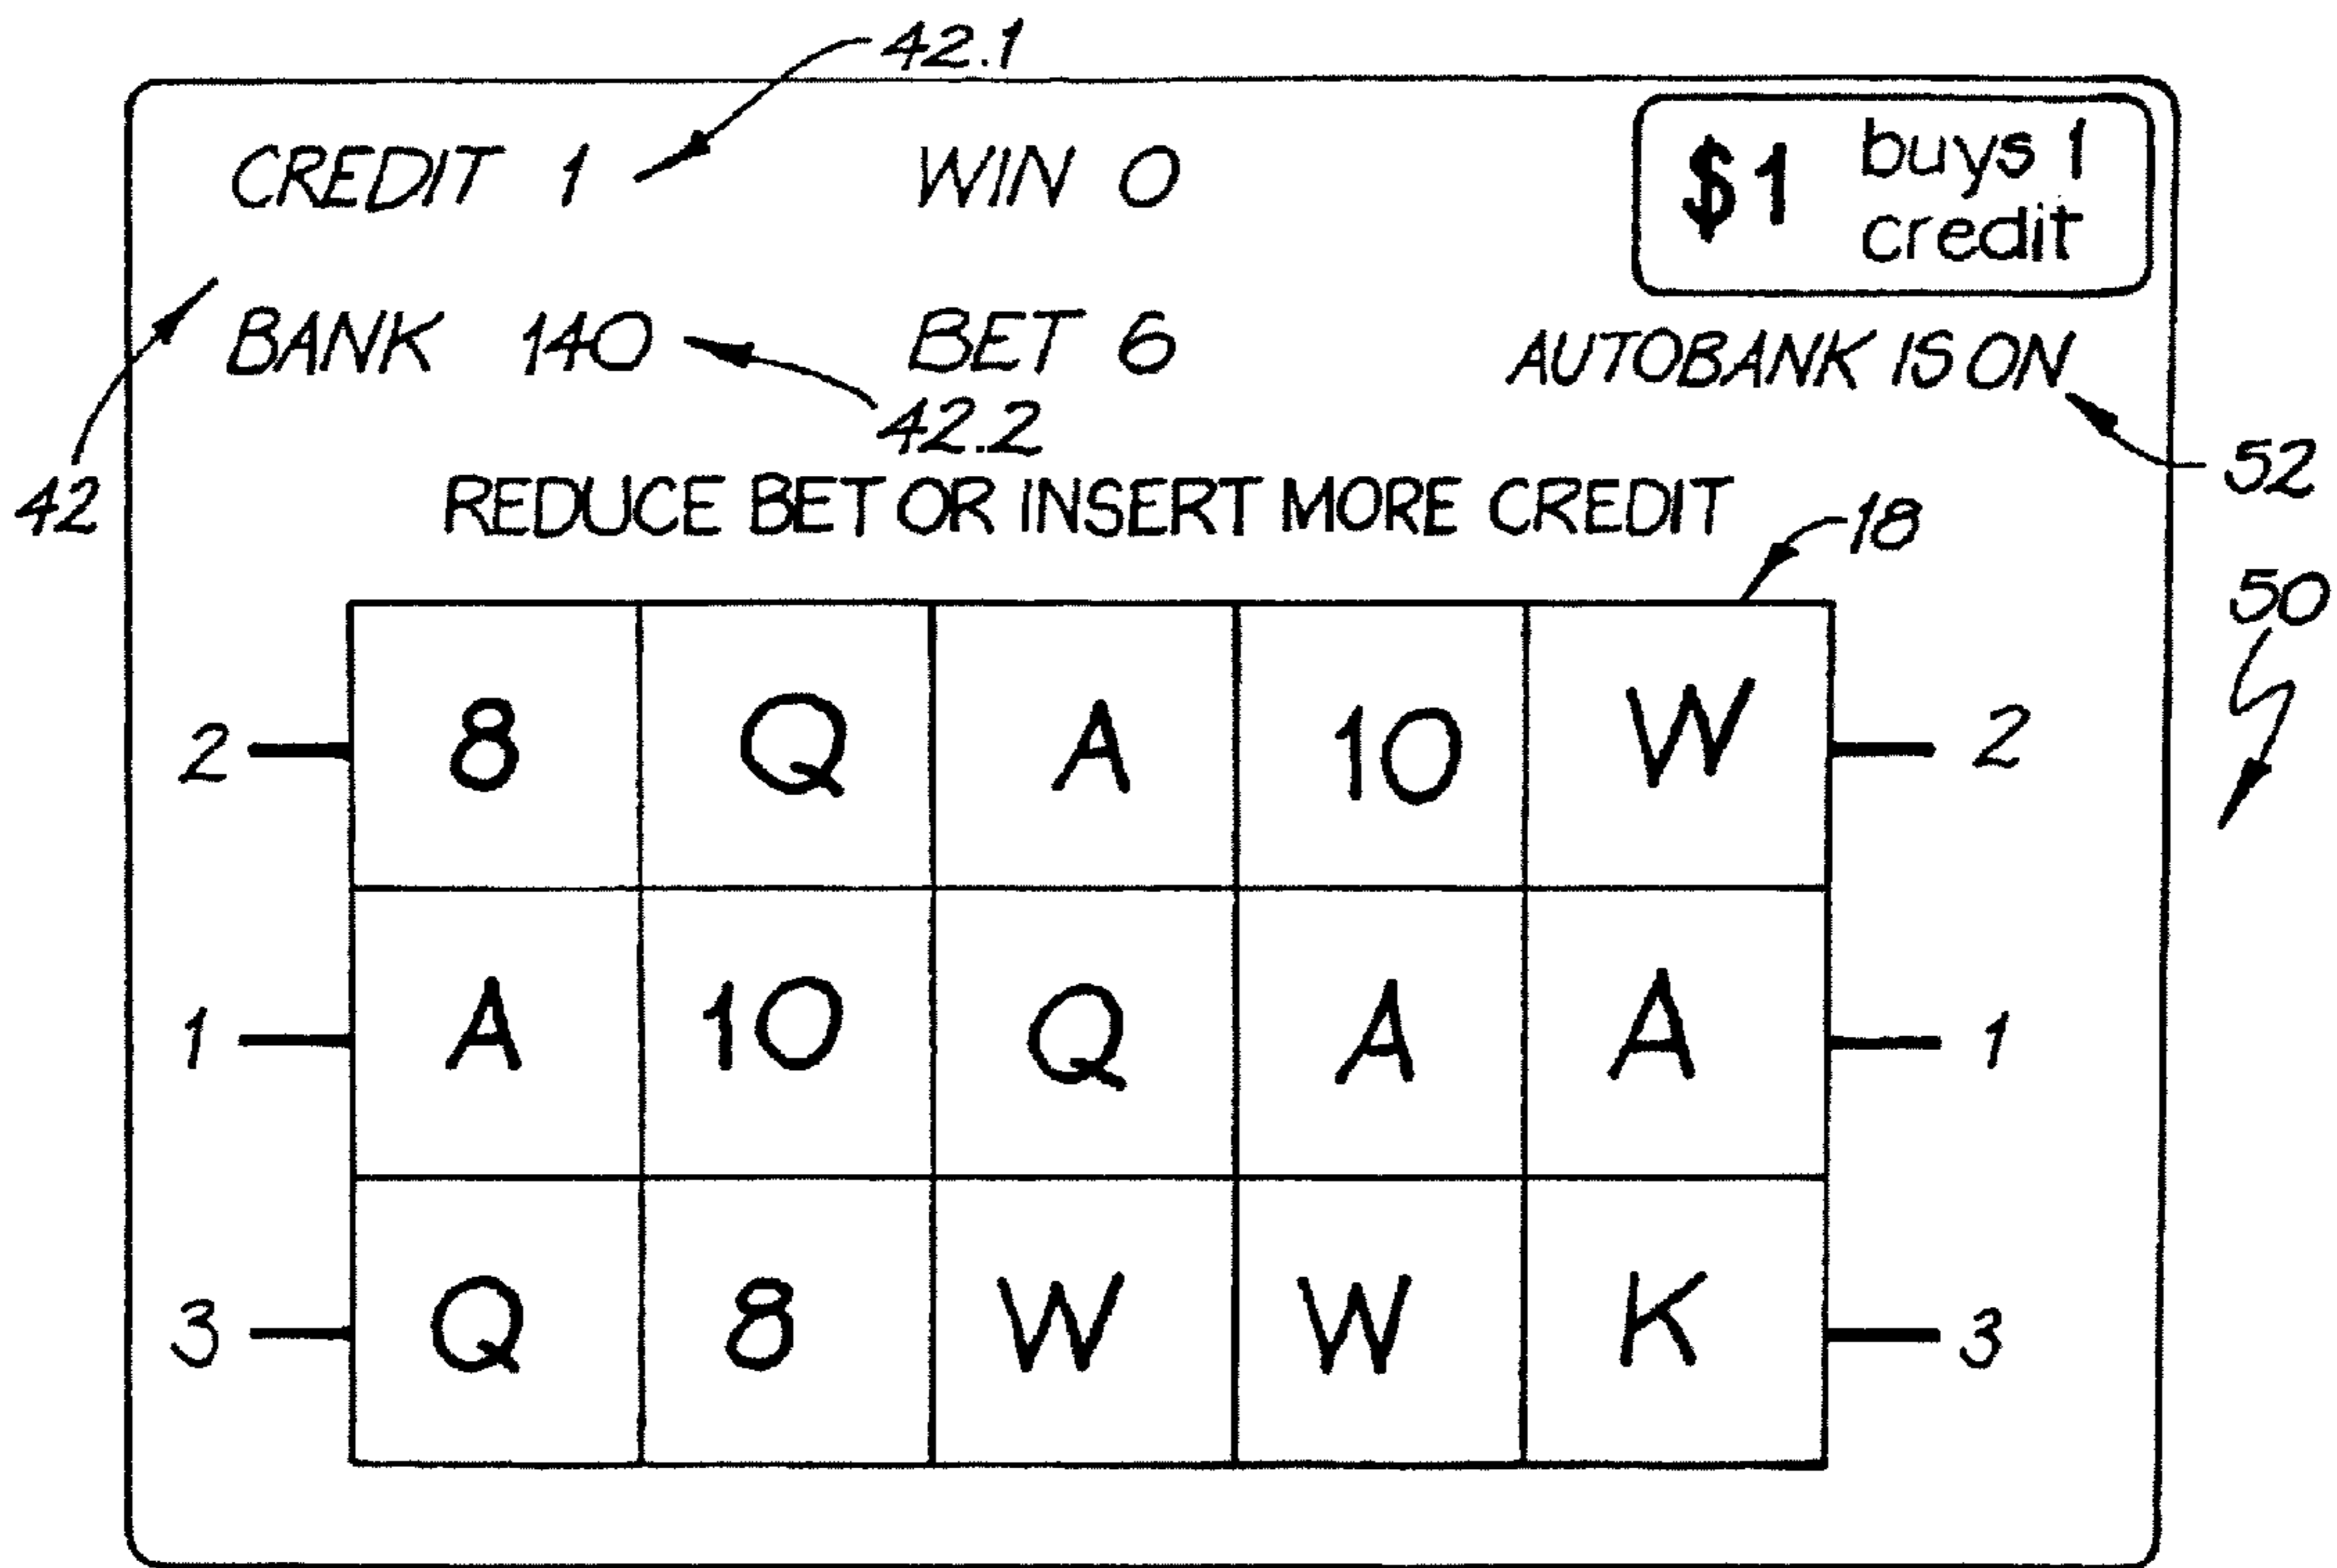 42.1
CREDIT 1 WIN 0 $1 buys 1 credit
BANK 140 BET 6 AUTOBANK IS ON
42.2
42 52
REDUCE BET OR INSERT MORE CREDIT
18
50
2 8 Q A 10 W 2
1 A 10 Q A A 1
3 Q 8 W W K 3